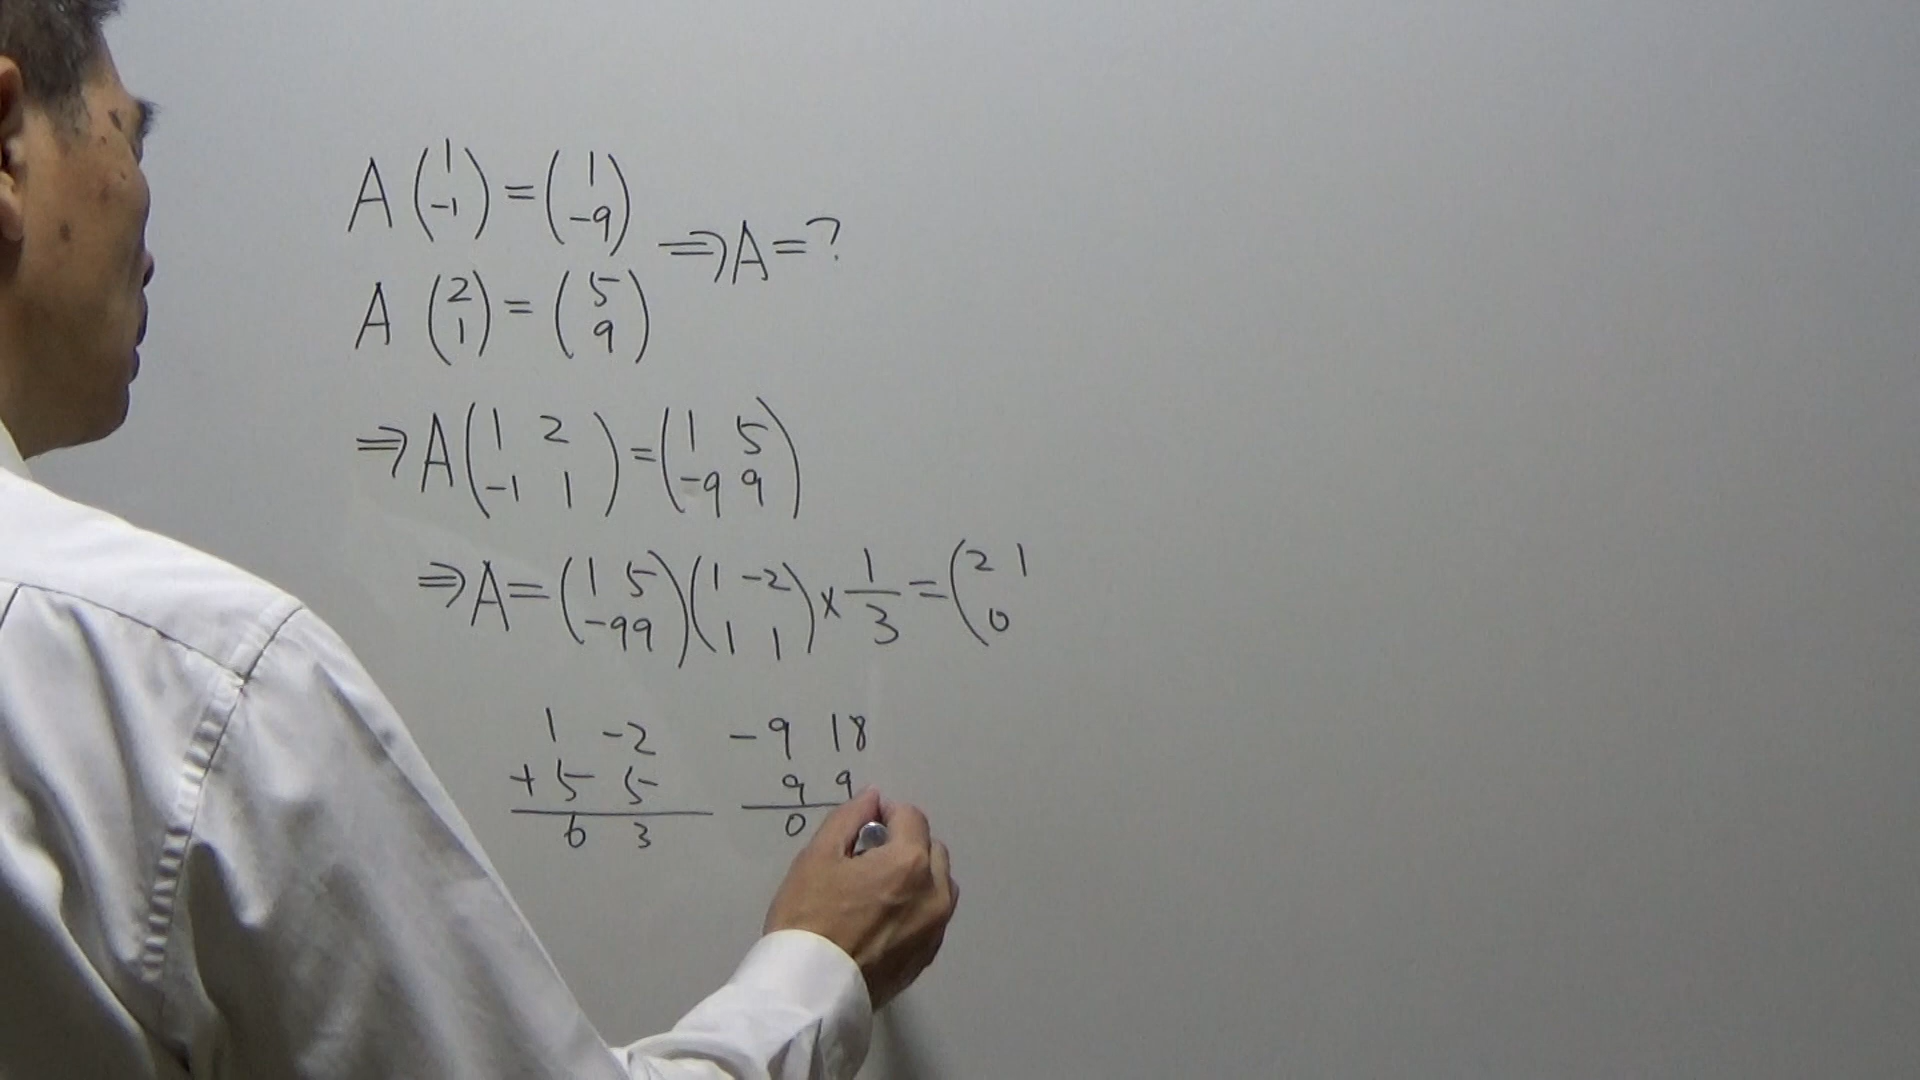 A(1 -1) = (1 -9)
⇒ A = ?
A (2 1) = (5 9)
⇒ A(1 2 -1 1) = (1 5 -9 9)
⇒ A = (1 5 -9 9)(1 -2 1 1) × 1/3 = (2 1 0
1 -2 -9 18
+ 5 5 9 9
6 3 0